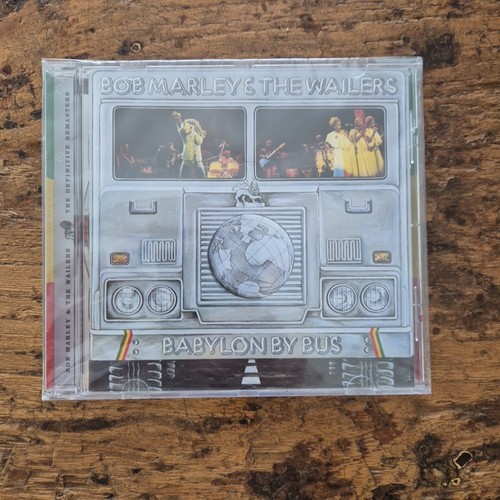 BOB MARLEY & THE WAILERS
BABYLON BY BUS
BOB MARLEY & THE WAILERS THE DEFINITIVE REMASTERS